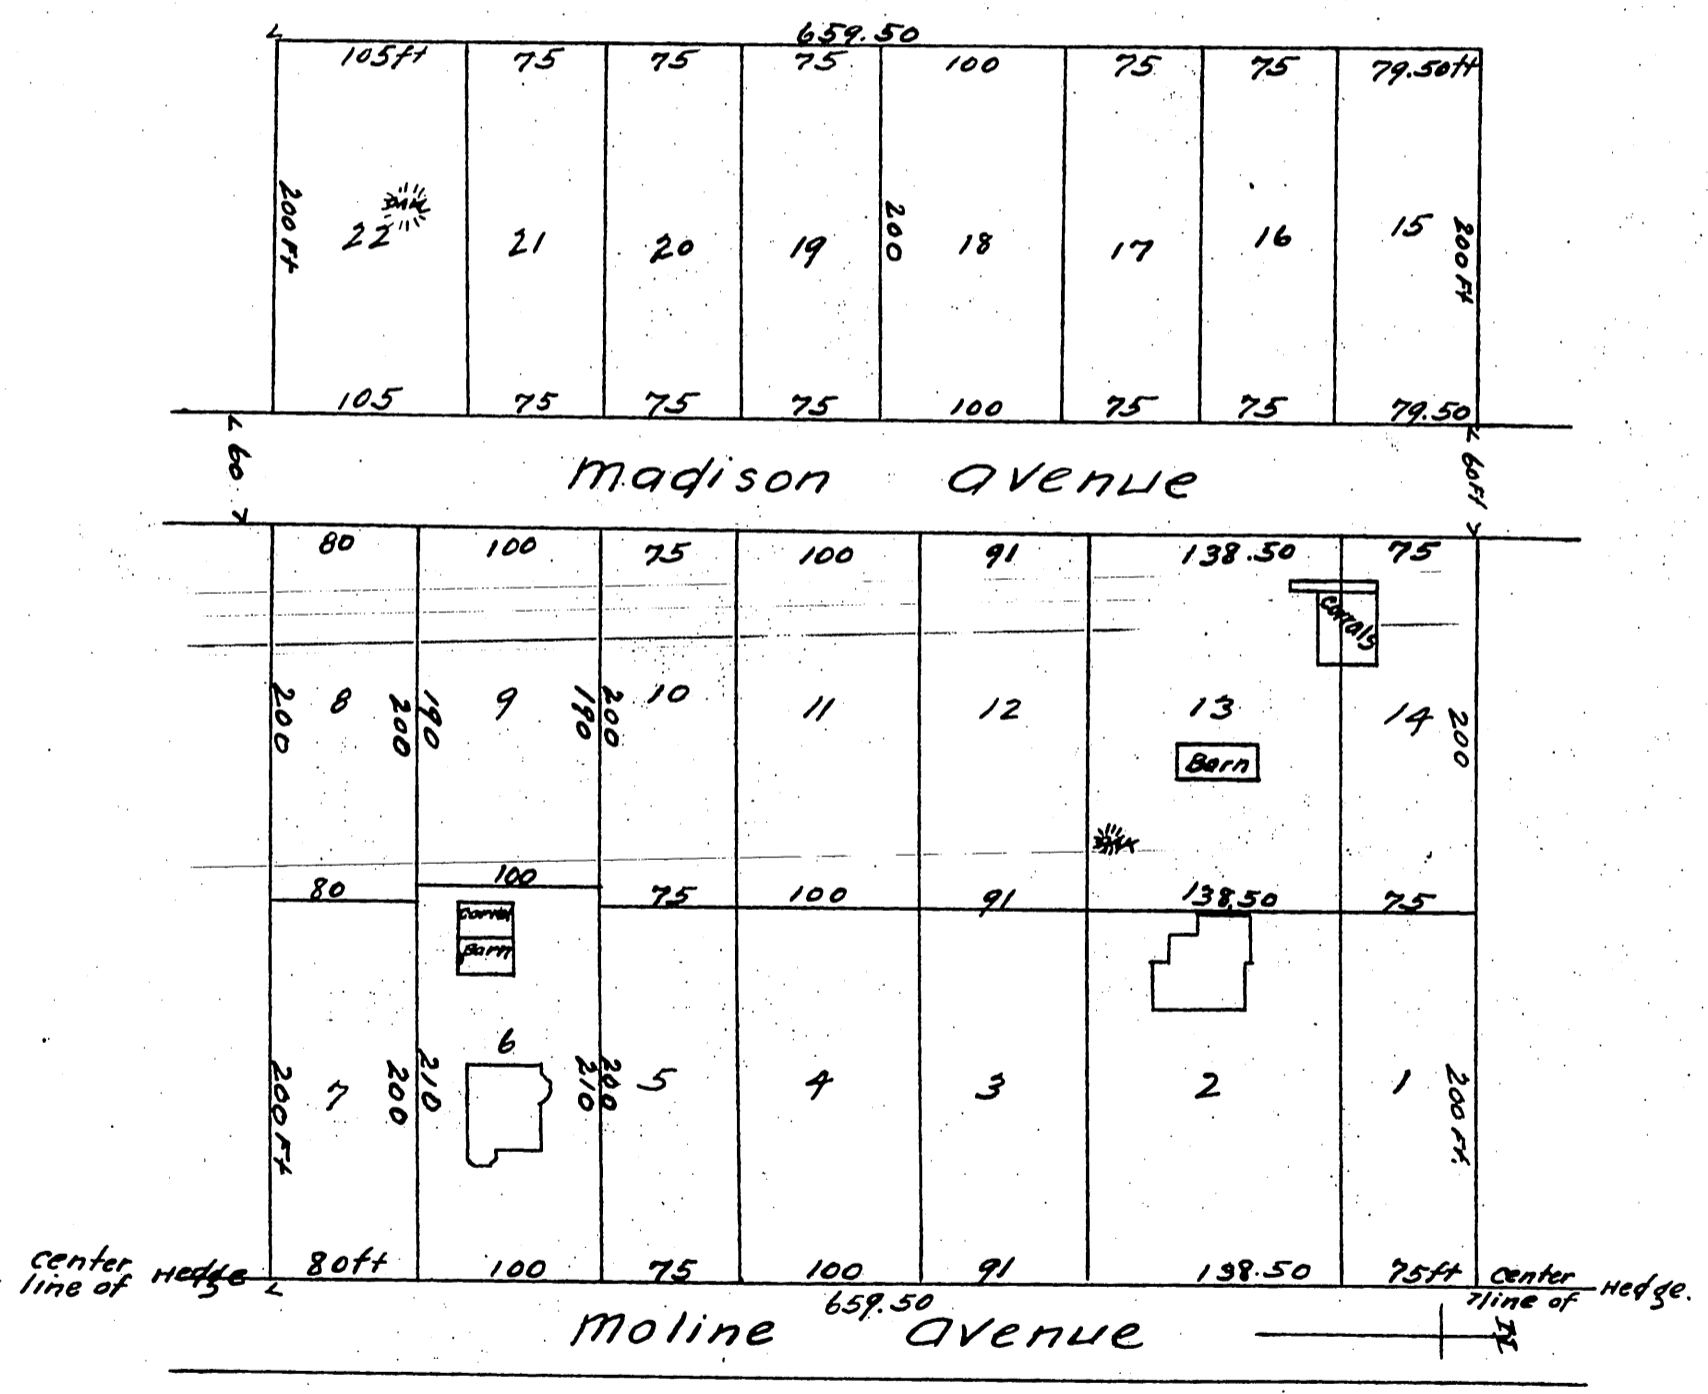 659.50
105ft 75 75 75 100 75 75 79.50ft
200 Ft 22 21 20 19 200 18 17 16 15 200 Ft
105 75 75 75 100 75 75 79.50
60 60Ft
Madison Avenue
80 100 75 100 91 138.50 75
Corrals
200 8 200 190 9 190 200 10 11 12 13 14 200
Barn
80 100 75 100 91 138.50 75
Corral
Barn
6
200 Ft 7 200 210 210 200 5 4 3 2 1 200 Ft.
center
line of Hedge
80ft 100 75 100 91 138.50 75ft
center
line of Hedge.
659.50
Moline Avenue
N